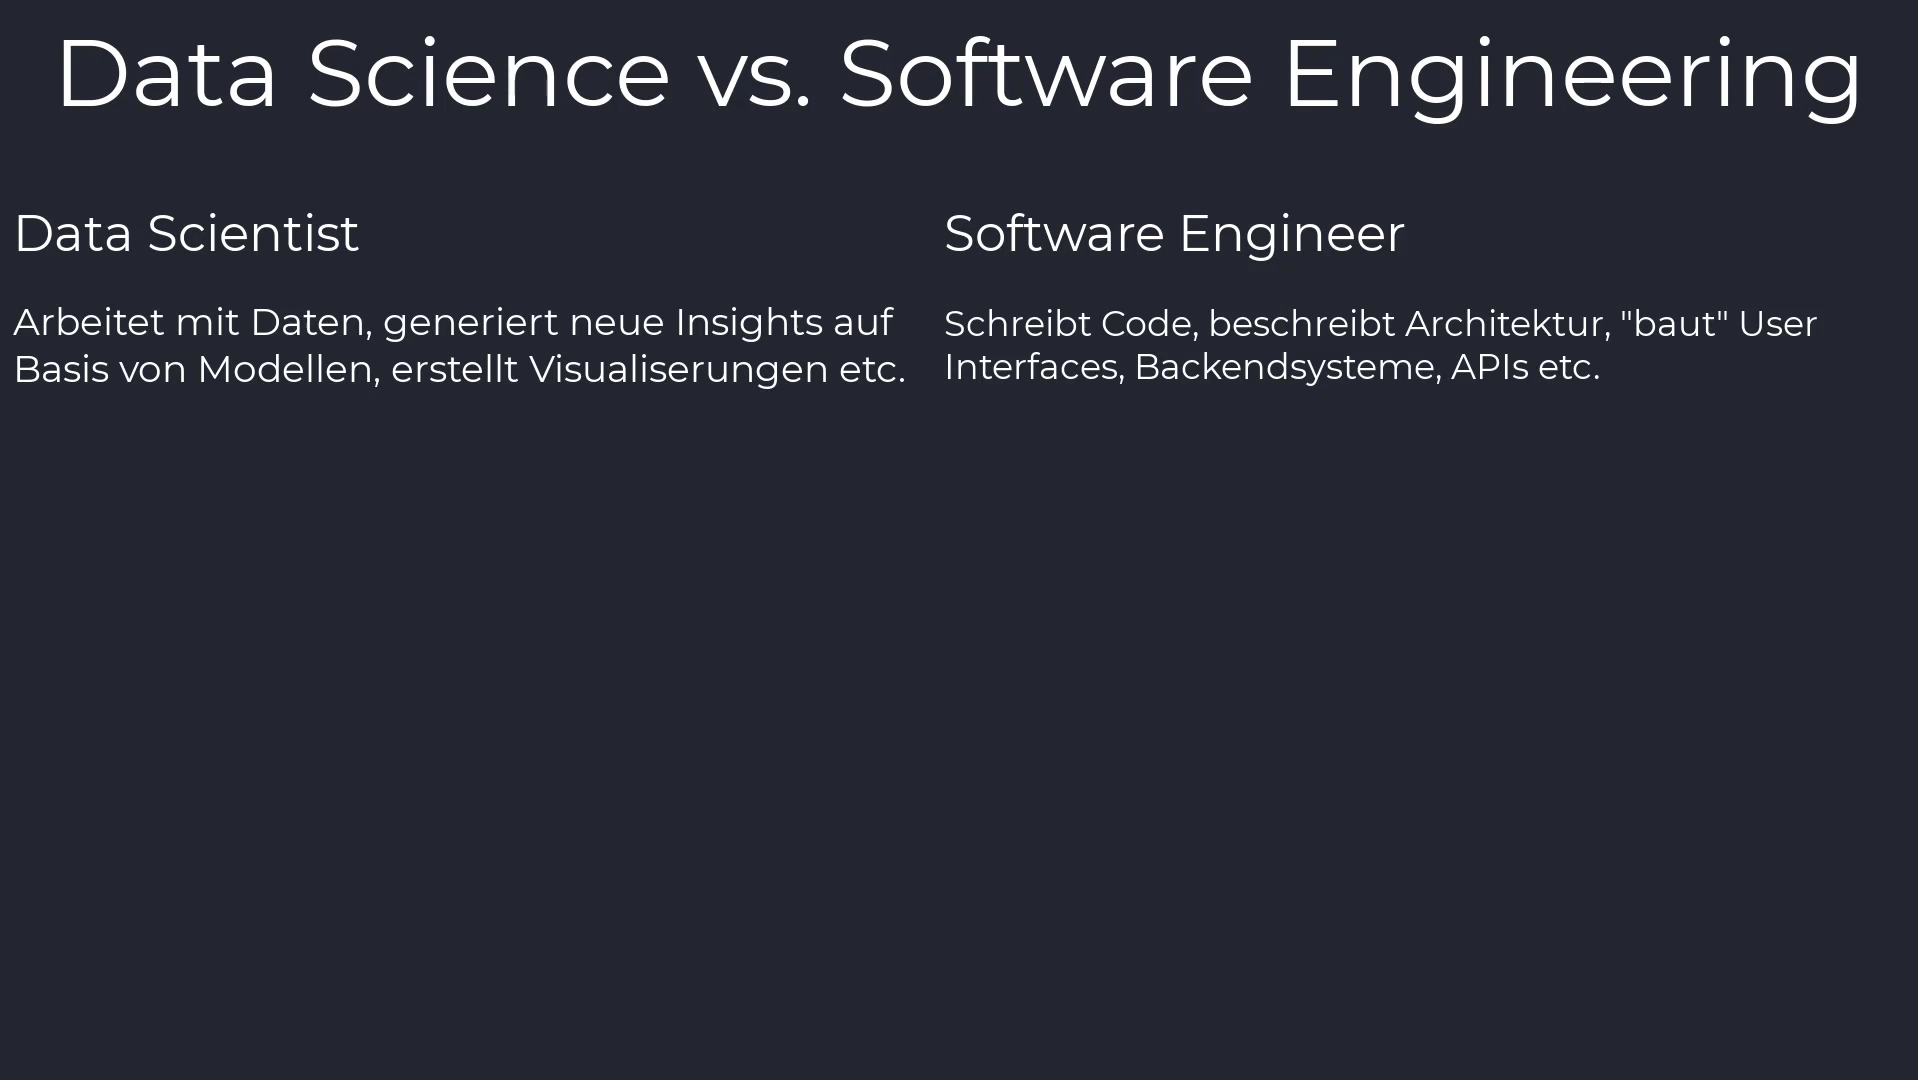 Data Science vs. Software Engineering
Data Scientist
Arbeitet mit Daten, generiert neue Insights auf
Basis von Modellen, erstellt Visualiserungen etc.
Software Engineer
Schreibt Code, beschreibt Architektur, "baut" User
Interfaces, Backendsysteme, APIs etc.